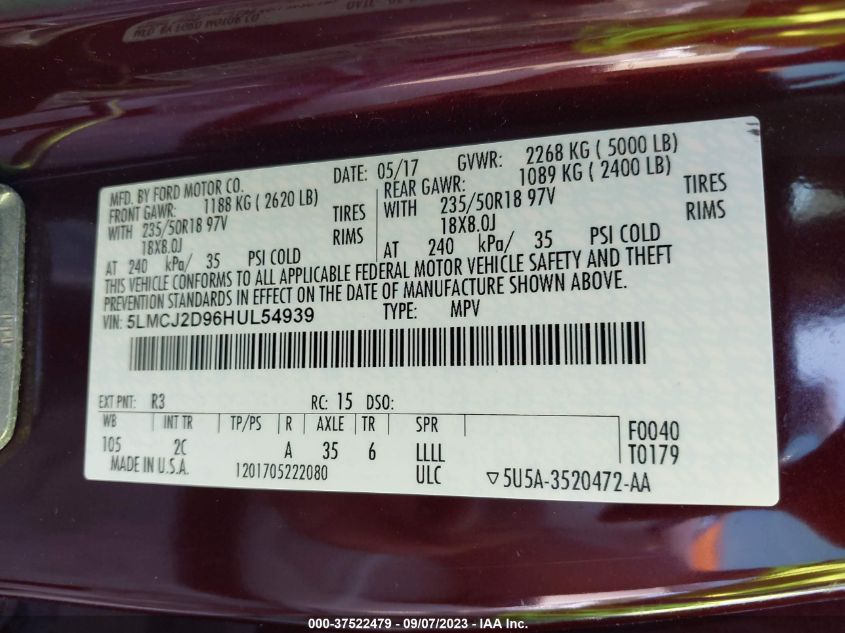 MFD. BY FORD MOTOR CO.
DATE: 05/17 GVWR: 2268 KG ( 5000 LB)
FRONT GAWR: 1188 KG ( 2620 LB) REAR GAWR: 1089 KG ( 2400 LB)
WITH 235/50R18 97V TIRES WITH 235/50R18 97V TIRES
18X8.0J RIMS 18X8.0J RIMS
AT 240 kPa/ 35 PSI COLD AT 240 kPa/ 35 PSI COLD
THIS VEHICLE CONFORMS TO ALL APPLICABLE FEDERAL MOTOR VEHICLE SAFETY AND THEFT
PREVENTION STANDARDS IN EFFECT ON THE DATE OF MANUFACTURE SHOWN ABOVE.
VIN: 5LMCJ2D96HUL54939 TYPE: MPV
EXT PNT: R3 RC: 15 DSO:
WB INT TR TP/PS R AXLE TR SPR F0040
105 2C A 35 6 LLLL T0179
MADE IN U.S.A. 1201705222080 ULC ▽5U5A-3520472-AA
000-37522479 - 09/07/2023 - IAA, Inc.